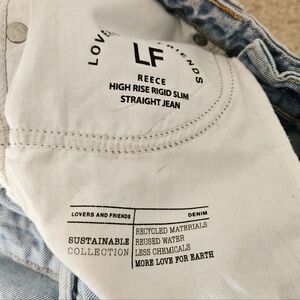 LOVERS FRIENDS
LF
REECE
HIGH RISE RIGID SLIM
STRAIGHT JEAN
LOVERS AND FRIENDS DENIM
RECYCLED MATERIALS
SUSTAINABLE REUSED WATER
COLLECTION LESS CHEMICALS
MORE LOVE FOR EARTH